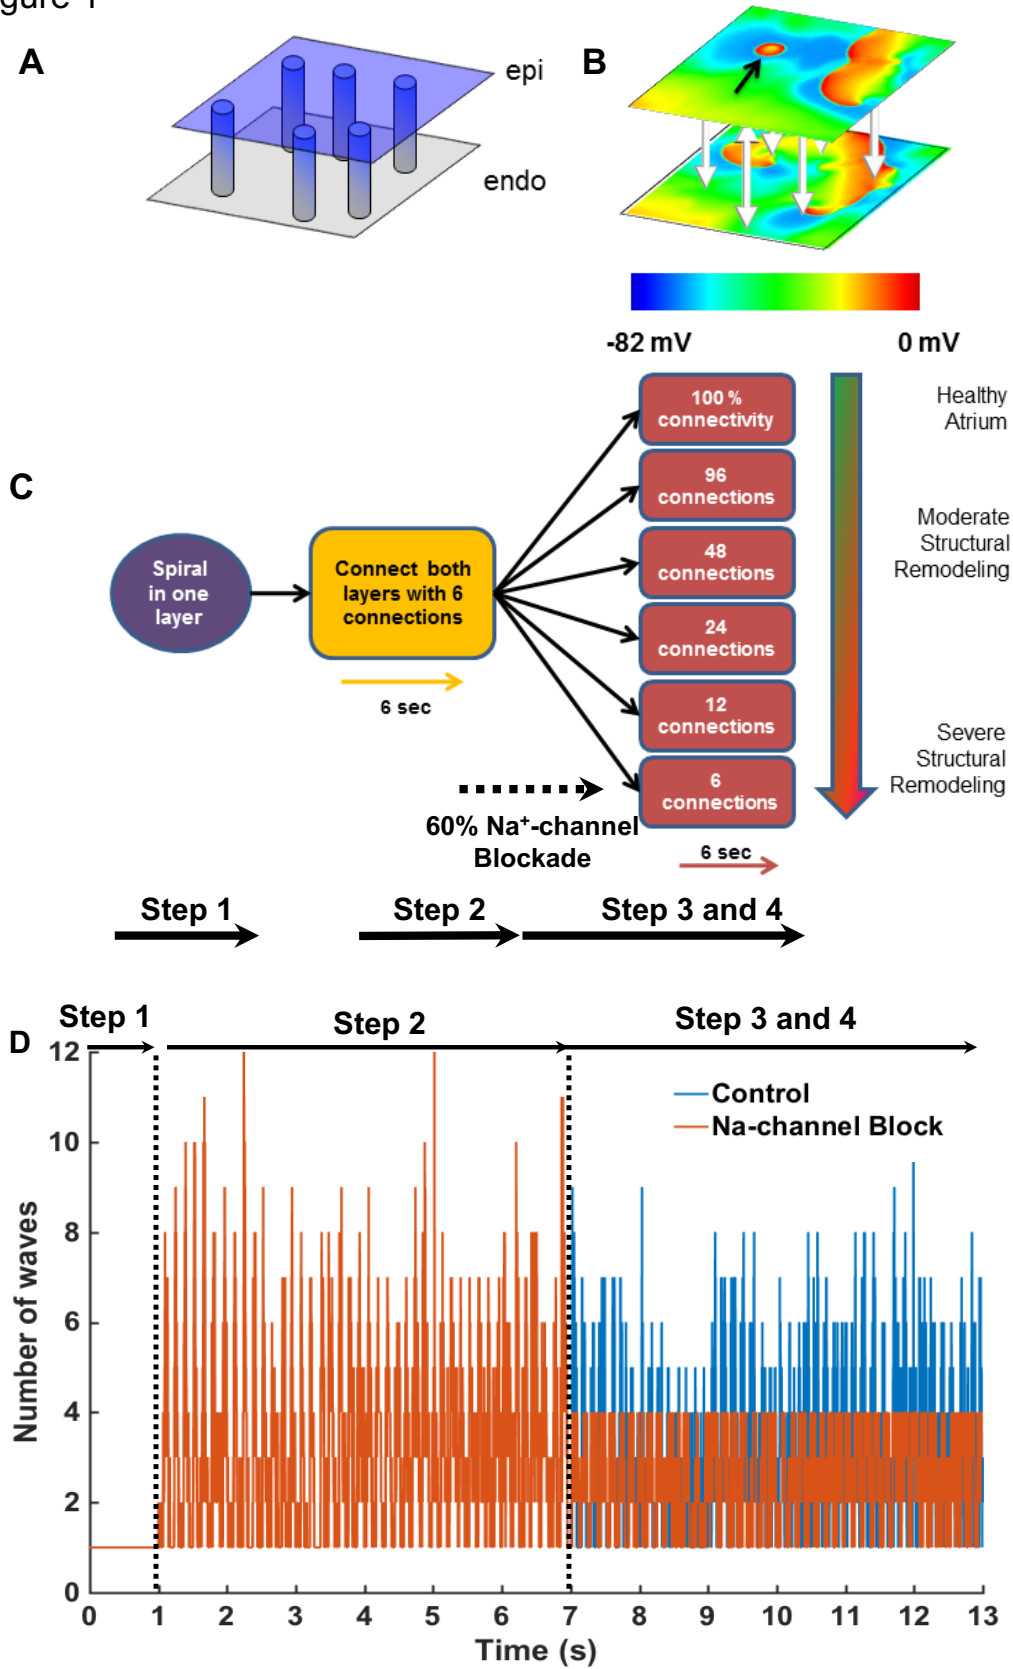 A
epi
endo
B
-82 mV
0 mV
C
Spiral
in one
layer
Connect both
layers with 6
connections
6 sec
100 %
connectivity
96
connections
48
connections
24
connections
12
connections
6
connections
6 sec
Healthy
Atrium
Moderate
Structural
Remodeling
Severe
Structural
Remodeling
60% Na⁺-channel
Blockade
Step 1
Step 2
Step 3 and 4
D
Step 1
Step 2
Step 3 and 4
Control
Na-channel Block
Number of waves
12
10
8
6
4
2
0
0 1 2 3 4 5 6 7 8 9 10 11 12 13
Time (s)